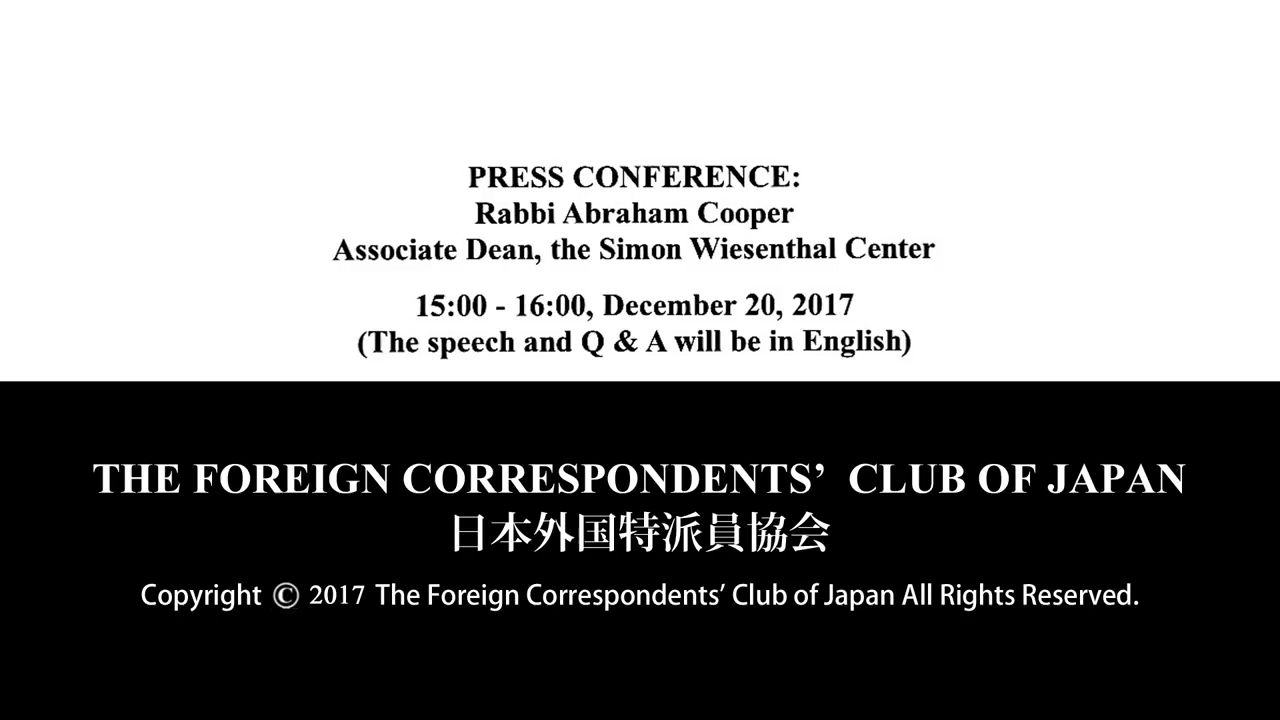 PRESS CONFERENCE:
Rabbi Abraham Cooper
Associate Dean, the Simon Wiesenthal Center
15:00 - 16:00, December 20, 2017
(The speech and Q & A will be in English)
THE FOREIGN CORRESPONDENTS’ CLUB OF JAPAN
日本外国特派員協会
Copyright © 2017 The Foreign Correspondents’ Club of Japan All Rights Reserved.